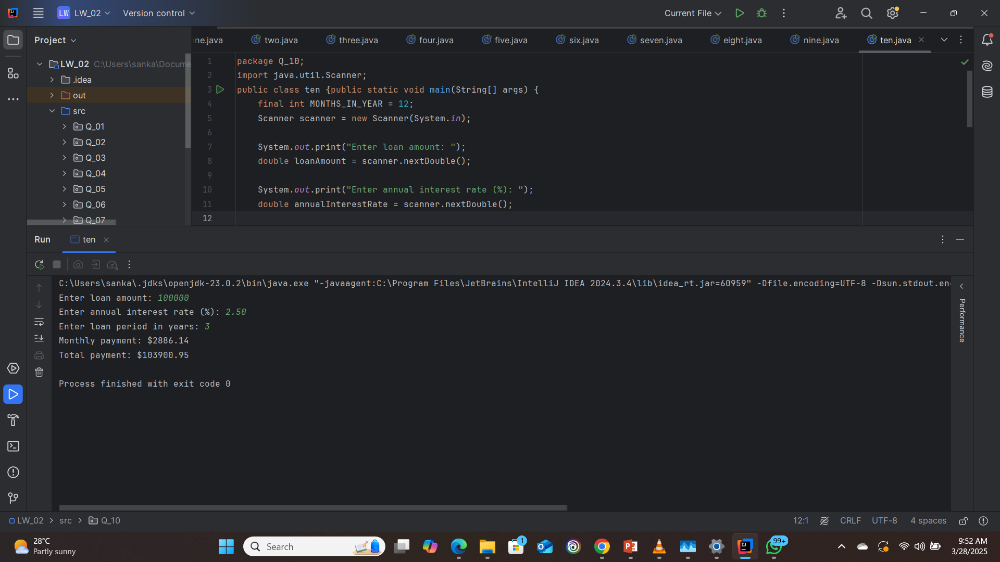 LW LW_02 Version control Current File
Project
one.java two.java three.java four.java five.java six.java seven.java eight.java nine.java ten.java
LW_02 C:\Users\sanka\Docume
.idea
out
src
Q_01
Q_02
Q_03
Q_04
Q_05
Q_06
Q_07
1 package Q_10;
2 import java.util.Scanner;
3 public class ten {public static void main(String[] args) {
4 final int MONTHS_IN_YEAR = 12;
5 Scanner scanner = new Scanner(System.in);
6
7 System.out.print("Enter loan amount: ");
8 double loanAmount = scanner.nextDouble();
9
10 System.out.print("Enter annual interest rate (%): ");
11 double annualInterestRate = scanner.nextDouble();
12
Run ten
C:\Users\sanka\.jdks\openjdk-23.0.2\bin\java.exe "-javaagent:C:\Program Files\JetBrains\IntelliJ IDEA 2024.3.4\lib\idea_rt.jar=60959" -Dfile.encoding=UTF-8 -Dsun.stdout.en
Enter loan amount: 100000
Enter annual interest rate (%): 2.50
Enter loan period in years: 3
Monthly payment: $2886.14
Total payment: $103900.95
Process finished with exit code 0
Performance
LW_02 src Q_10 12:1 CRLF UTF-8 4 spaces
28°C
Partly sunny
Search
1
99+
9:52 AM
3/28/2025